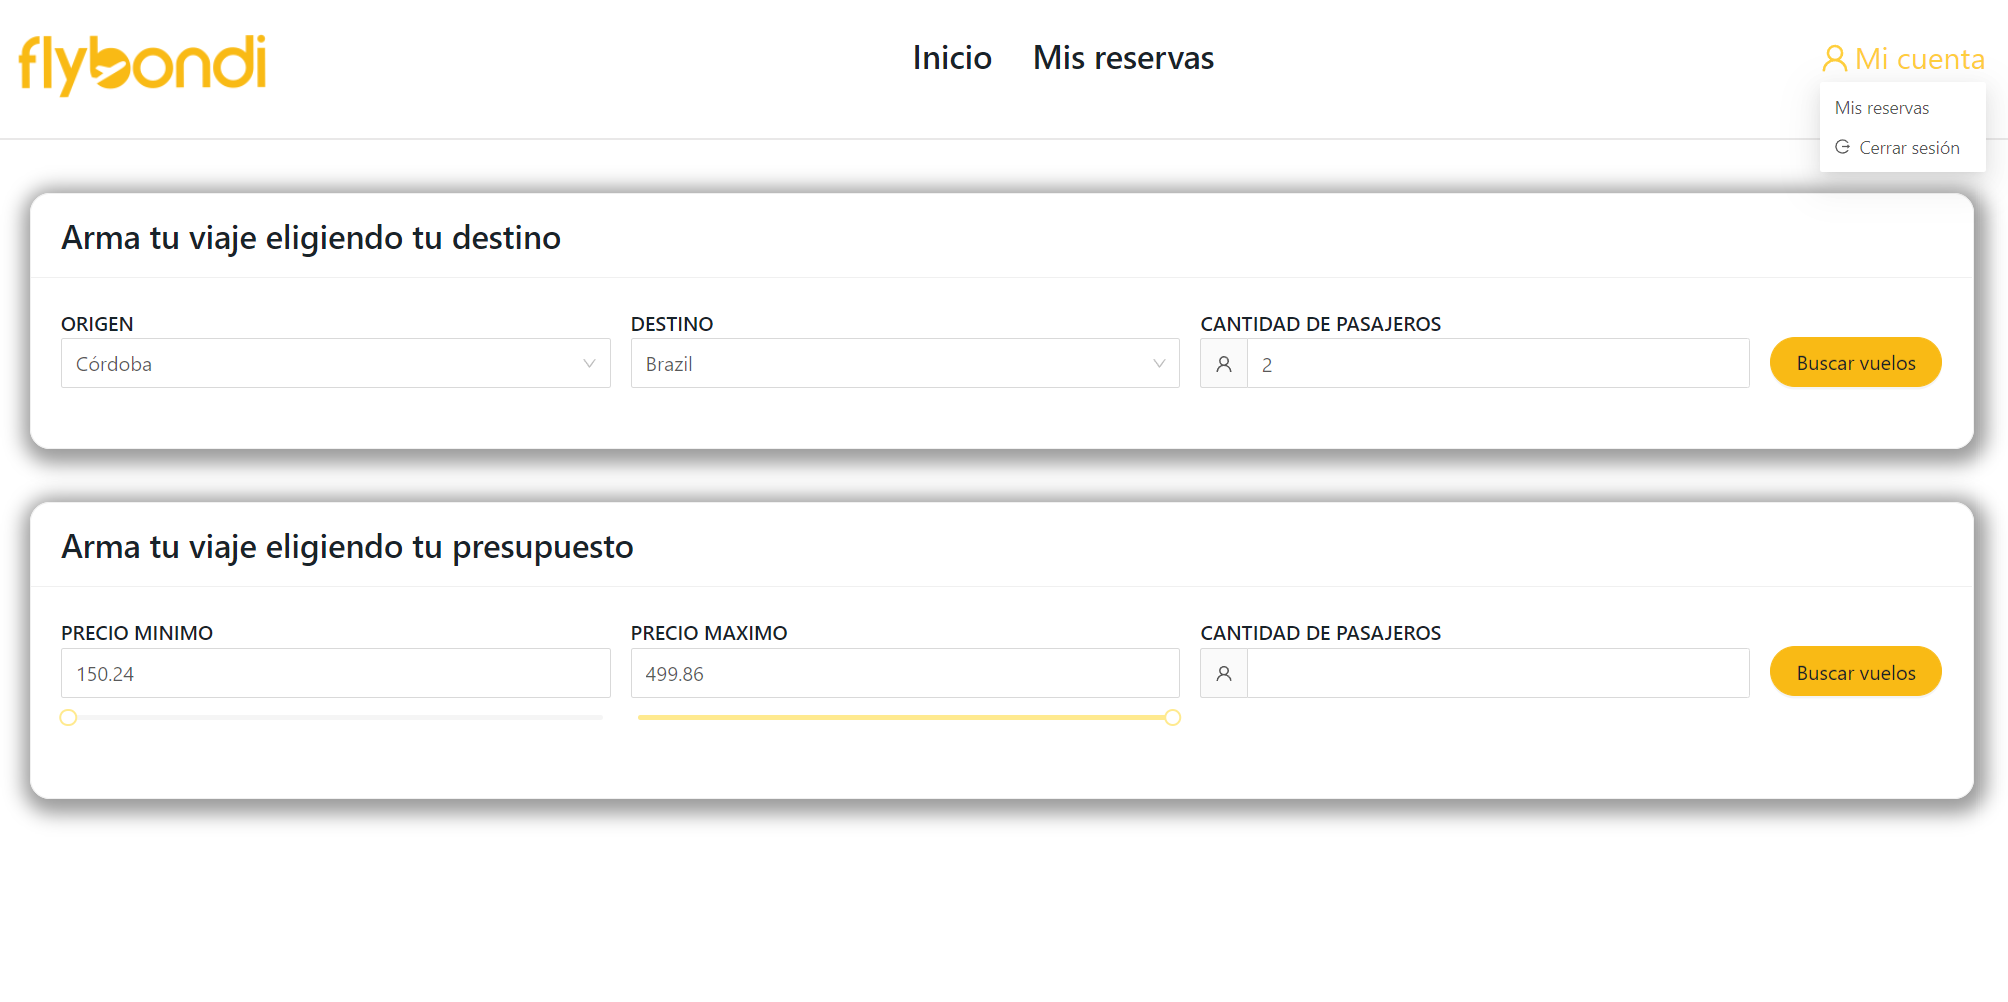 flybondi
Inicio
Mis reservas
Mi cuenta
Mis reservas
Cerrar sesión
Arma tu viaje eligiendo tu destino
ORIGEN
DESTINO
CANTIDAD DE PASAJEROS
Córdoba
Brazil
2
Buscar vuelos
Arma tu viaje eligiendo tu presupuesto
PRECIO MINIMO
PRECIO MAXIMO
CANTIDAD DE PASAJEROS
150.24
499.86
Buscar vuelos